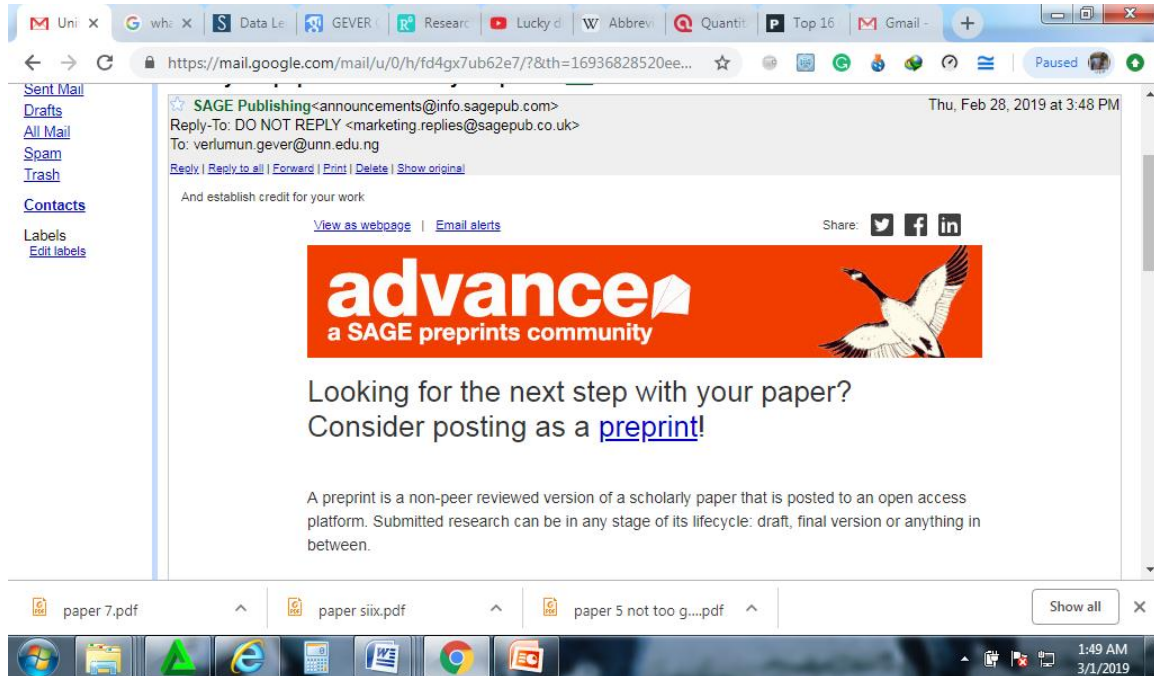 Uni
wha
Data Le
GEVER
Researc
Lucky d
Abbrevi
Quantit
Top 16
Gmail -
https://mail.google.com/mail/u/0/h/fd4gx7ub62e7/?&th=16936828520ee...
Paused
Sent Mail
Drafts
All Mail
Spam
Trash
Contacts
Labels
Edit labels
SAGE Publishing<announcements@info.sagepub.com> Thu, Feb 28, 2019 at 3:48 PM
Reply-To: DO NOT REPLY <marketing.replies@sagepub.co.uk>
To: verlumun.gever@unn.edu.ng
Reply | Reply to all | Forward | Print | Delete | Show original
And establish credit for your work
View as webpage | Email alerts Share:
advance
a SAGE preprints community
Looking for the next step with your paper?
Consider posting as a preprint!
A preprint is a non-peer reviewed version of a scholarly paper that is posted to an open access
platform. Submitted research can be in any stage of its lifecycle: draft, final version or anything in
between.
paper 7.pdf
paper siix.pdf
paper 5 not too g....pdf
Show all
1:49 AM
3/1/2019